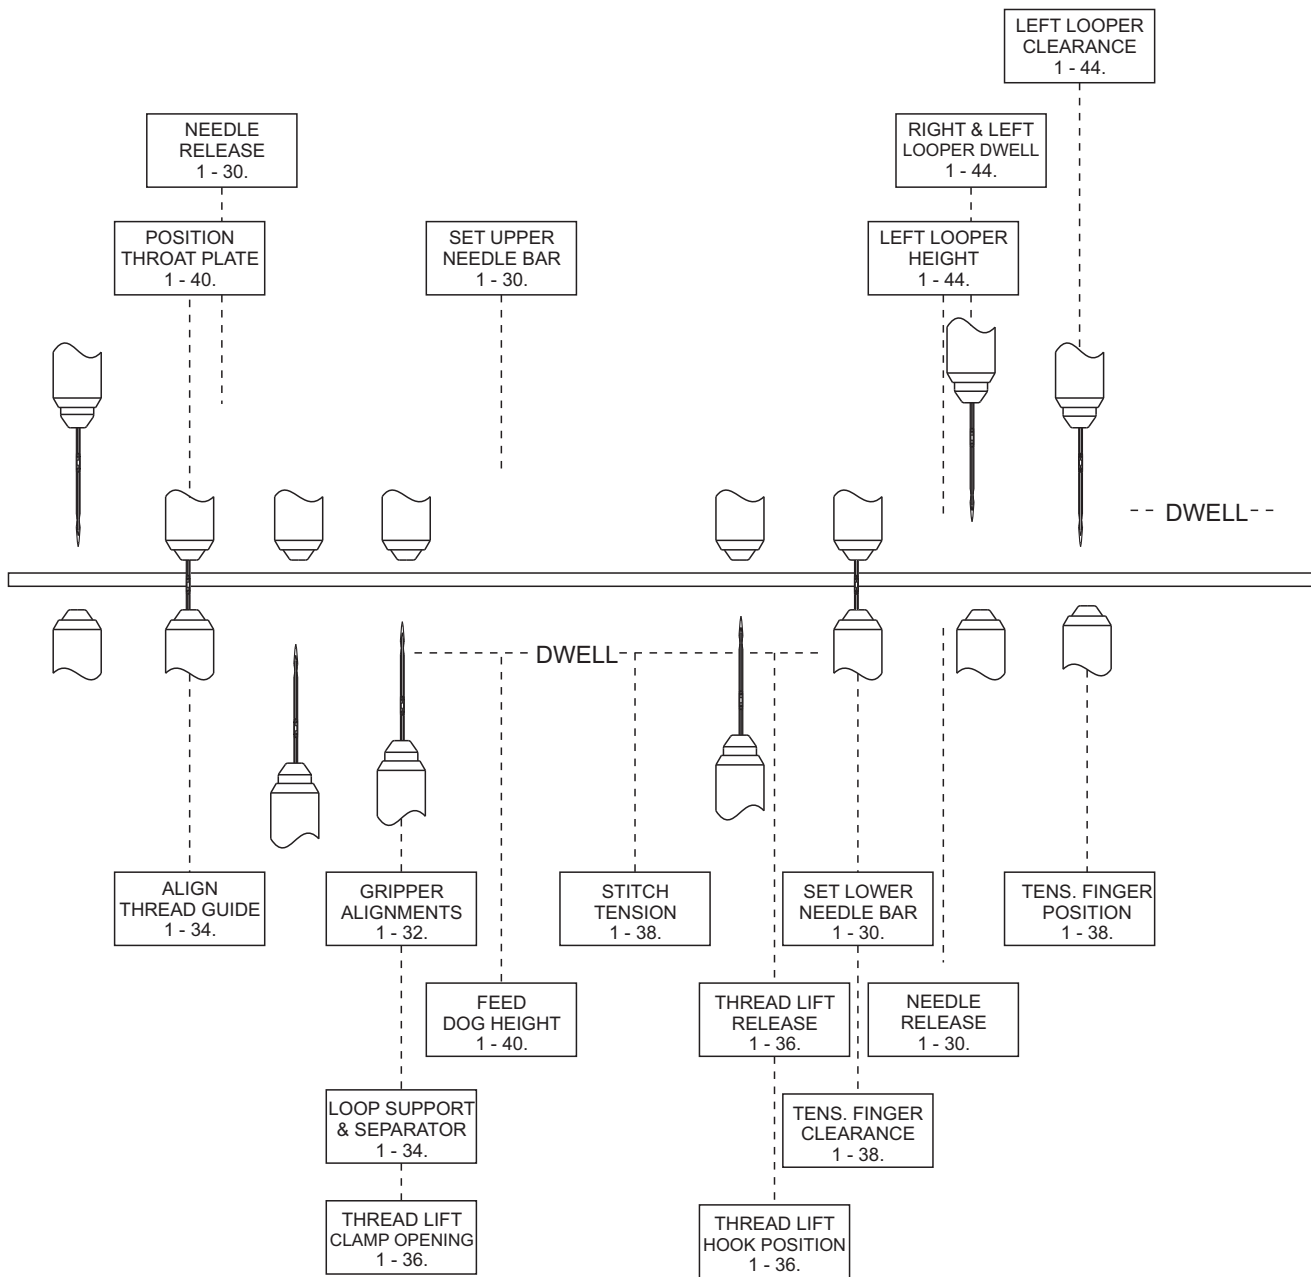 LEFT LOOPER
CLEARANCE
1 - 44.
NEEDLE
RELEASE
1 - 30.
RIGHT & LEFT
LOOPER DWELL
1 - 44.
POSITION
THROAT PLATE
1 - 40.
SET UPPER
NEEDLE BAR
1 - 30.
LEFT LOOPER
HEIGHT
1 - 44.
DWELL
DWELL
ALIGN
THREAD GUIDE
1 - 34.
GRIPPER
ALIGNMENTS
1 - 32.
STITCH
TENSION
1 - 38.
SET LOWER
NEEDLE BAR
1 - 30.
TENS. FINGER
POSITION
1 - 38.
FEED
DOG HEIGHT
1 - 40.
THREAD LIFT
RELEASE
1 - 36.
NEEDLE
RELEASE
1 - 30.
LOOP SUPPORT
& SEPARATOR
1 - 34.
TENS. FINGER
CLEARANCE
1 - 38.
THREAD LIFT
CLAMP OPENING
1 - 36.
THREAD LIFT
HOOK POSITION
1 - 36.